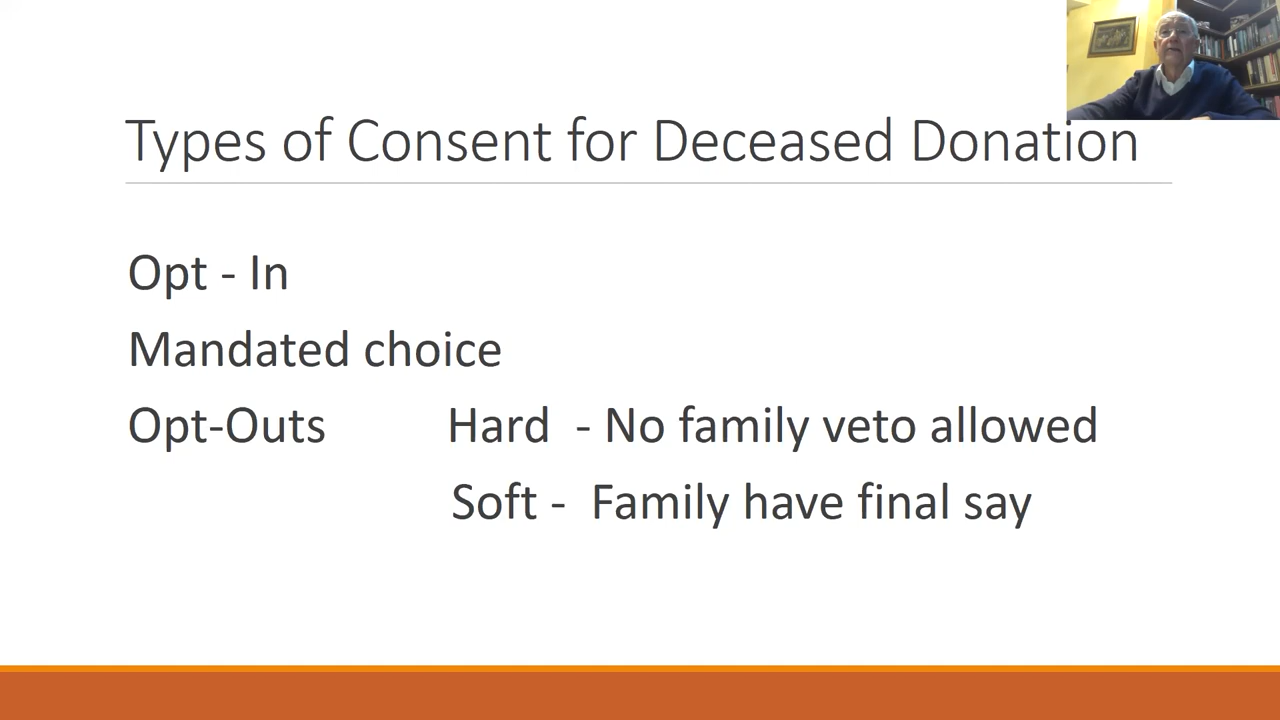 Types of Consent for Deceased Donation
Opt - In
Mandated choice
Opt-Outs Hard - No family veto allowed
Soft - Family have final say